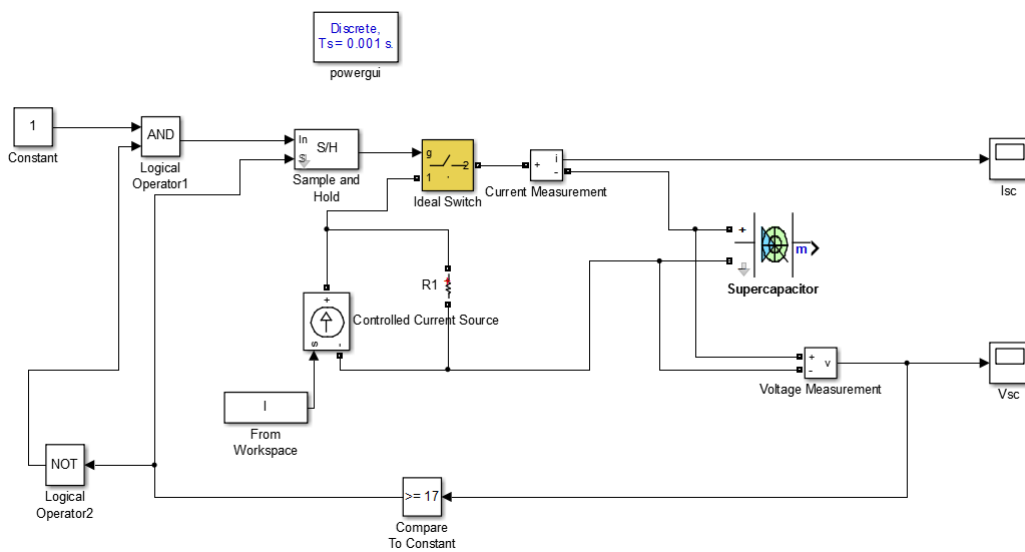 Discrete,
Ts = 0.001 s.
powergui
1
Constant
AND
Logical
Operator1
In
S
S/H
Sample and
Hold
g
1
2
Ideal Switch
+
i
-
Current Measurement
Isc
R1
+
-
s
Controlled Current Source
+
m
Supercapacitor
I
From
Workspace
+
-
v
Voltage Measurement
Vsc
NOT
Logical
Operator2
>= 17
Compare
To Constant